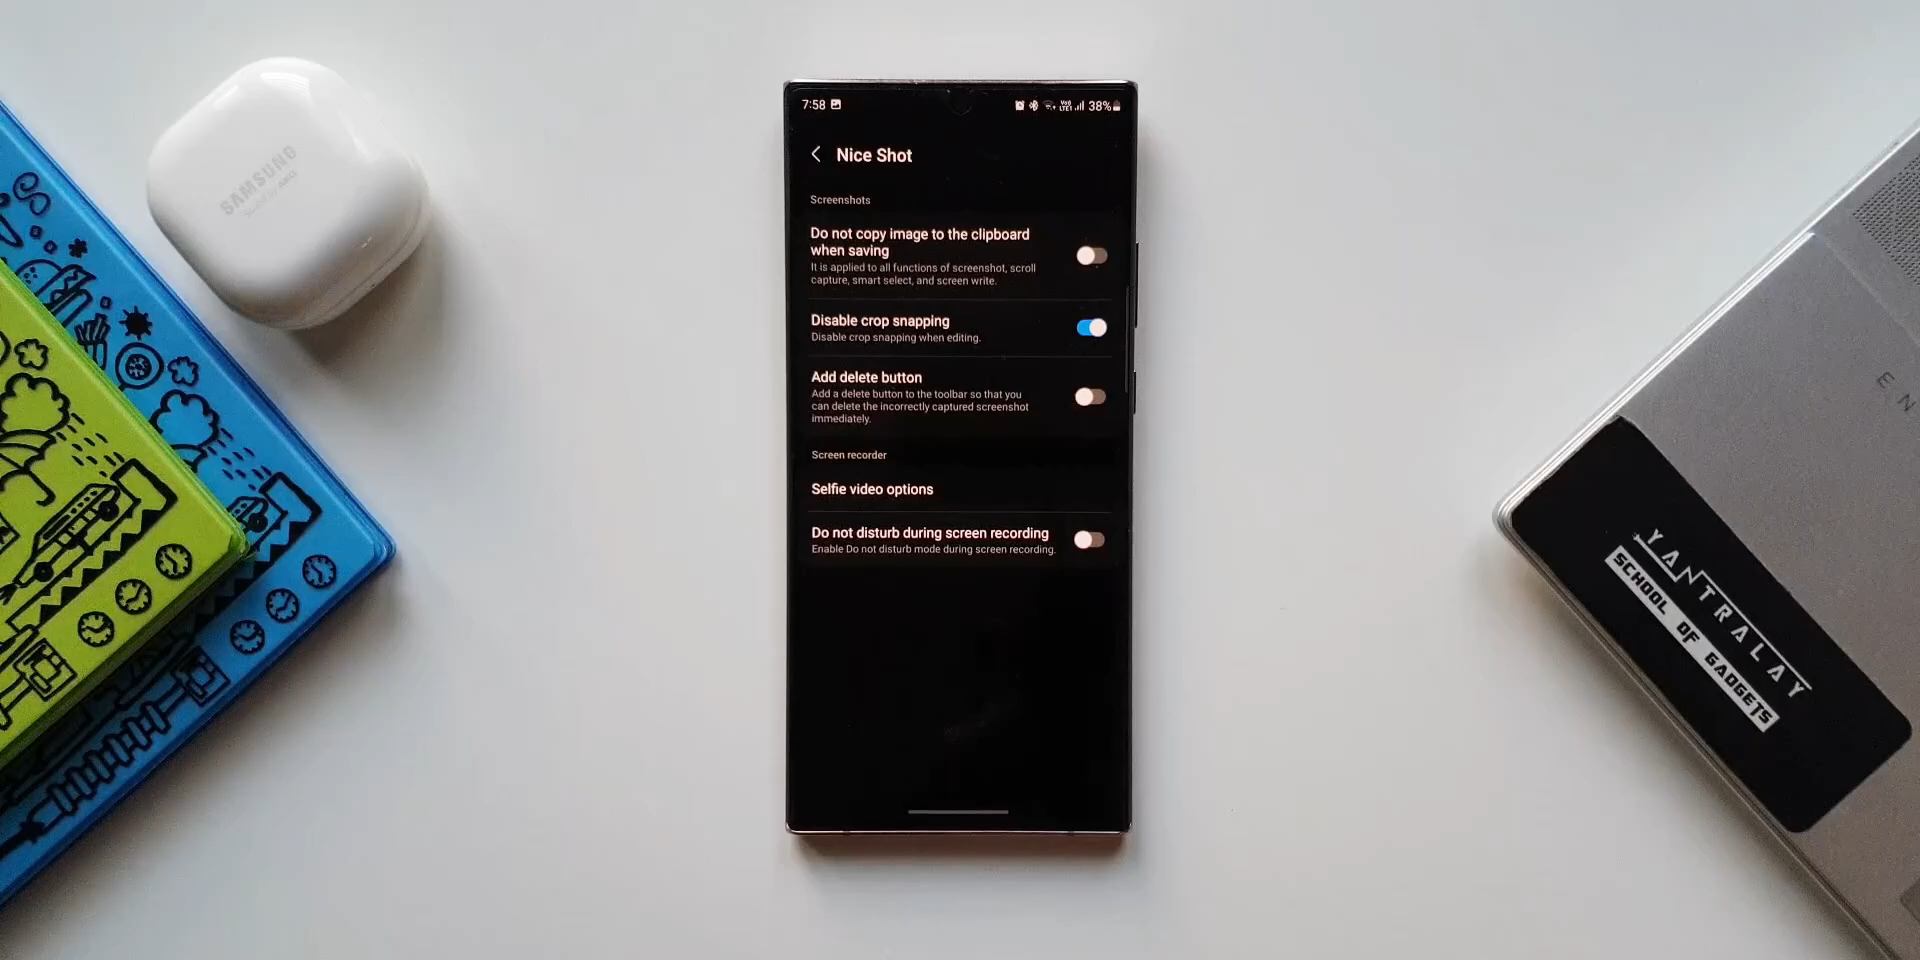 SAMSUNG
Sound by AKG
7:58
38%
Nice Shot
Screenshots
Do not copy image to the clipboard
when saving
It is applied to all functions of screenshot, scroll
capture, smart select, and screen write.
Disable crop snapping
Disable crop snapping when editing.
Add delete button
Add a delete button to the toolbar so that you
can delete the incorrectly captured screenshot
immediately.
Screen recorder
Selfie video options
Do not disturb during screen recording
Enable Do not disturb mode during screen recording.
E N
YANTRALAY
SCHOOL OF GADGETS